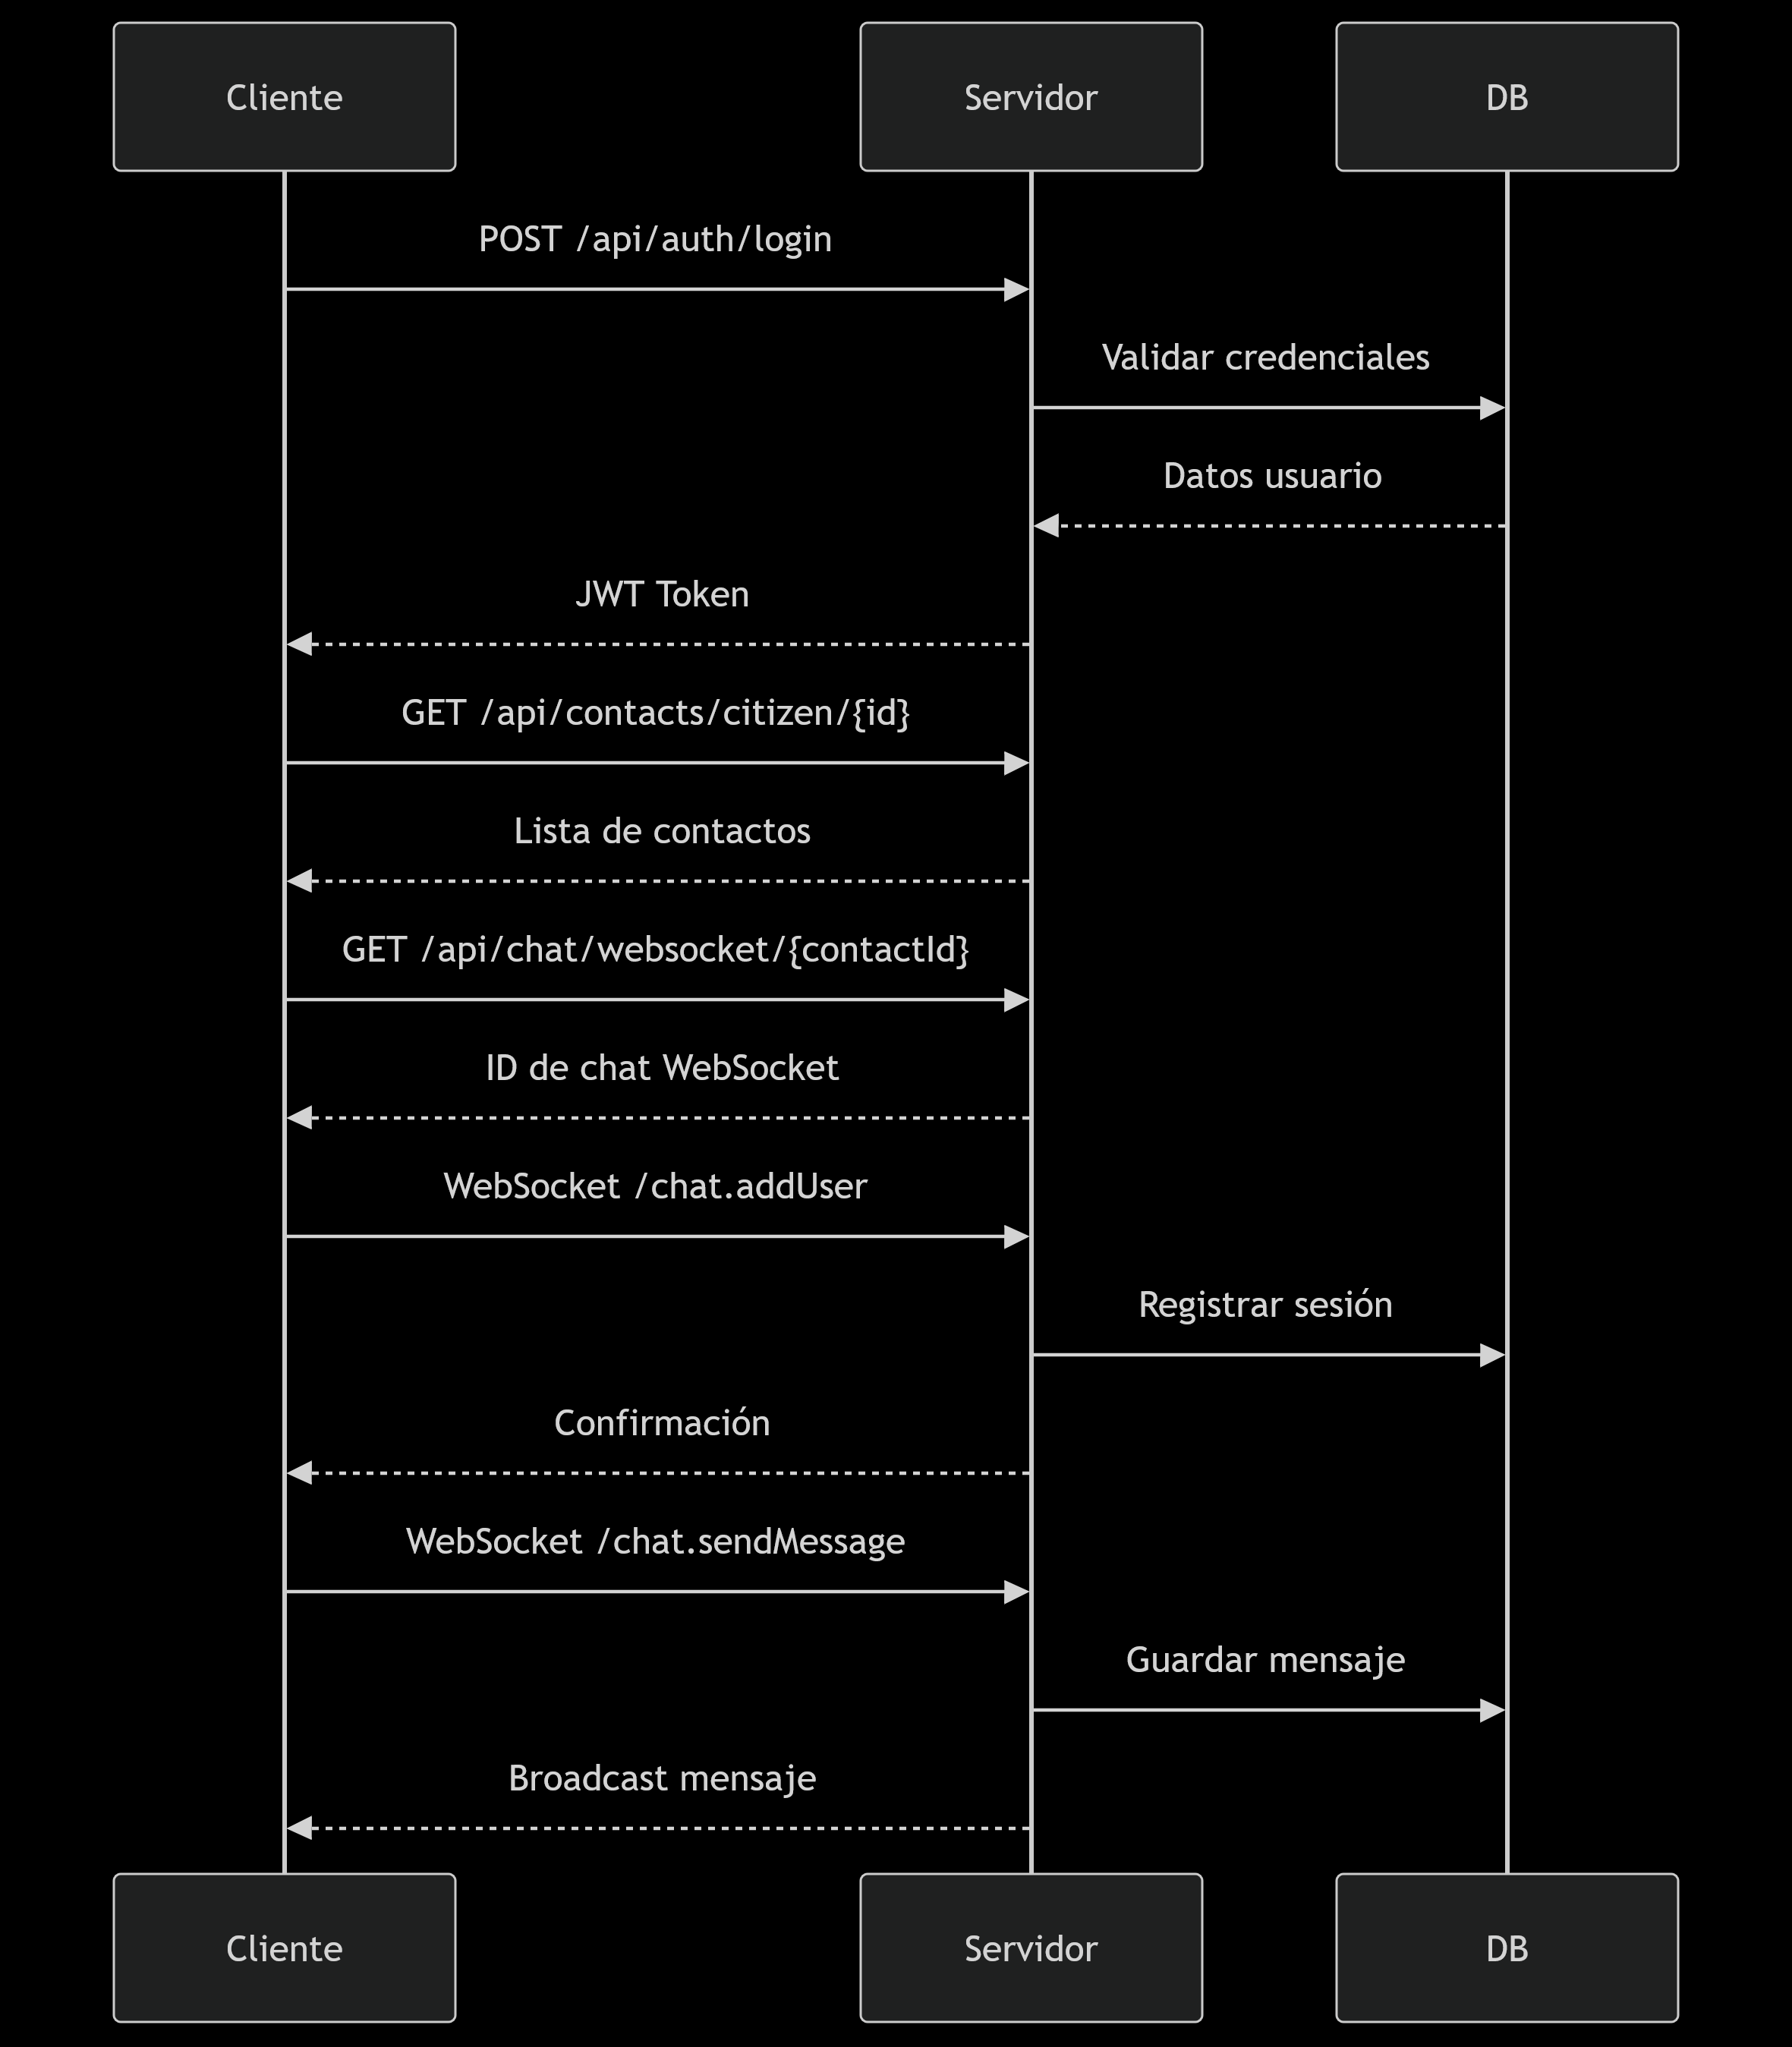 Cliente
Servidor
DB
POST /api/auth/login
Validar credenciales
Datos usuario
JWT Token
GET /api/contacts/citizen/{id}
Lista de contactos
GET /api/chat/websocket/{contactId}
ID de chat WebSocket
WebSocket /chat.addUser
Registrar sesión
Confirmación
WebSocket /chat.sendMessage
Guardar mensaje
Broadcast mensaje
Cliente
Servidor
DB